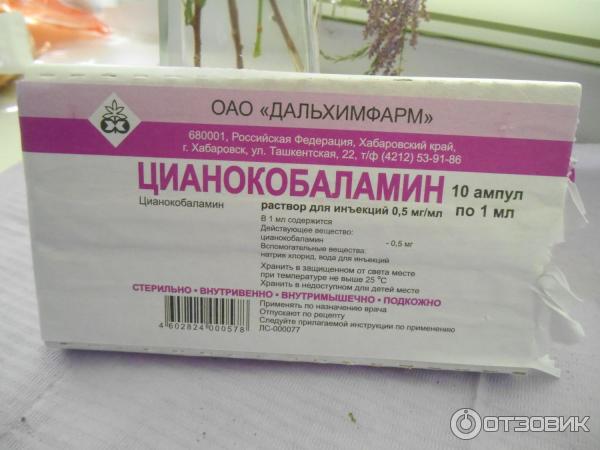 ОАО «ДАЛЬХИМФАРМ»
680001, Российская Федерация, Хабаровский край,
г. Хабаровск, ул. Ташкентская, 22, т/ф (4212) 53-91-86
ЦИАНОКОБАЛАМИН 10 ампул
Цианокобаламин раствор для инъекций 0,5 мг/мл по 1 мл
В 1 мл содержится
Действующее вещество:
цианокобаламин - 0,5 мг
Вспомогательные вещества:
натрия хлорид, вода для инъекций
Хранить в защищенном от света месте
при температуре не выше 25 °С
Хранить в недоступном для детей месте
СТЕРИЛЬНО • ВНУТРИВЕННО • ВНУТРИМЫШЕЧНО • ПОДКОЖНО
Применять по назначению врача
Отпускают по рецепту
Следуйте прилагаемой инструкции по применению
ЛС-000077
4 602824 000578
ОТЗОВИК